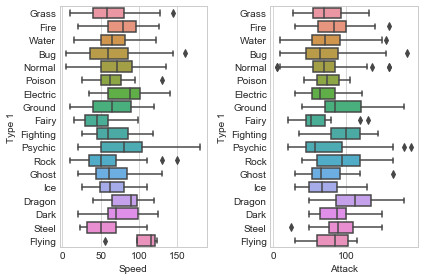 Type 1
Grass
Fire
Water
Bug
Normal
Poison
Electric
Ground
Fairy
Fighting
Psychic
Rock
Ghost
Ice
Dragon
Dark
Steel
Flying
0 50 100 150
Speed
Type 1
Grass
Fire
Water
Bug
Normal
Poison
Electric
Ground
Fairy
Fighting
Psychic
Rock
Ghost
Ice
Dragon
Dark
Steel
Flying
0 100
Attack